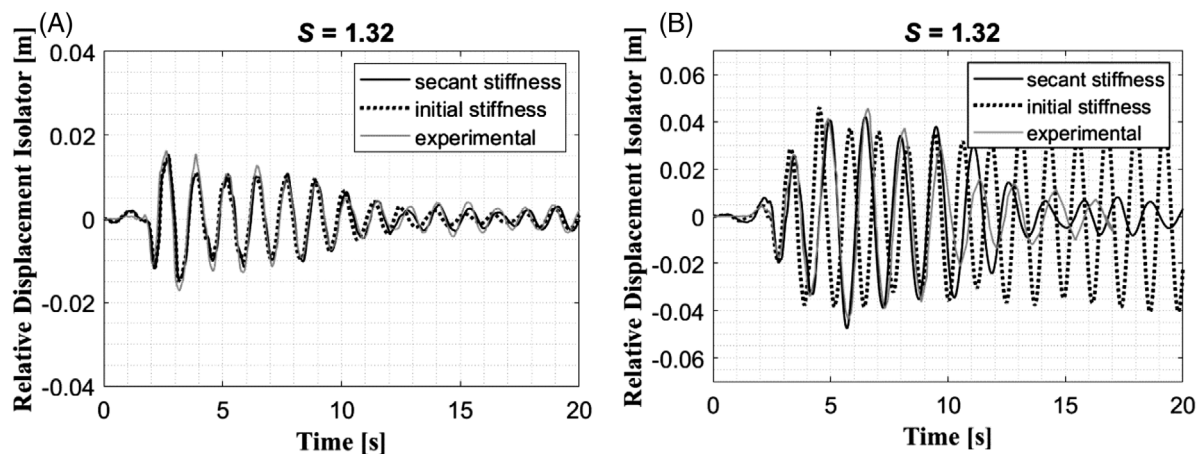 (A)
S = 1.32
Relative Displacement Isolator [m]
0.04
0.02
0
-0.02
-0.04
secant stiffness
initial stiffness
experimental
0
5
10
15
20
Time [s]
(B)
S = 1.32
Relative Displacement Isolator [m]
0.06
0.04
0.02
0
-0.02
-0.04
-0.06
secant stiffness
initial stiffness
experimental
0
5
10
15
20
Time [s]